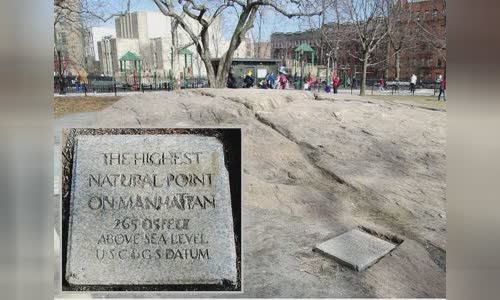 THE HIGHEST
NATURAL POINT
ON MANHATTAN
265.05 FEET
ABOVE SEA LEVEL
U S C & G S DATUM